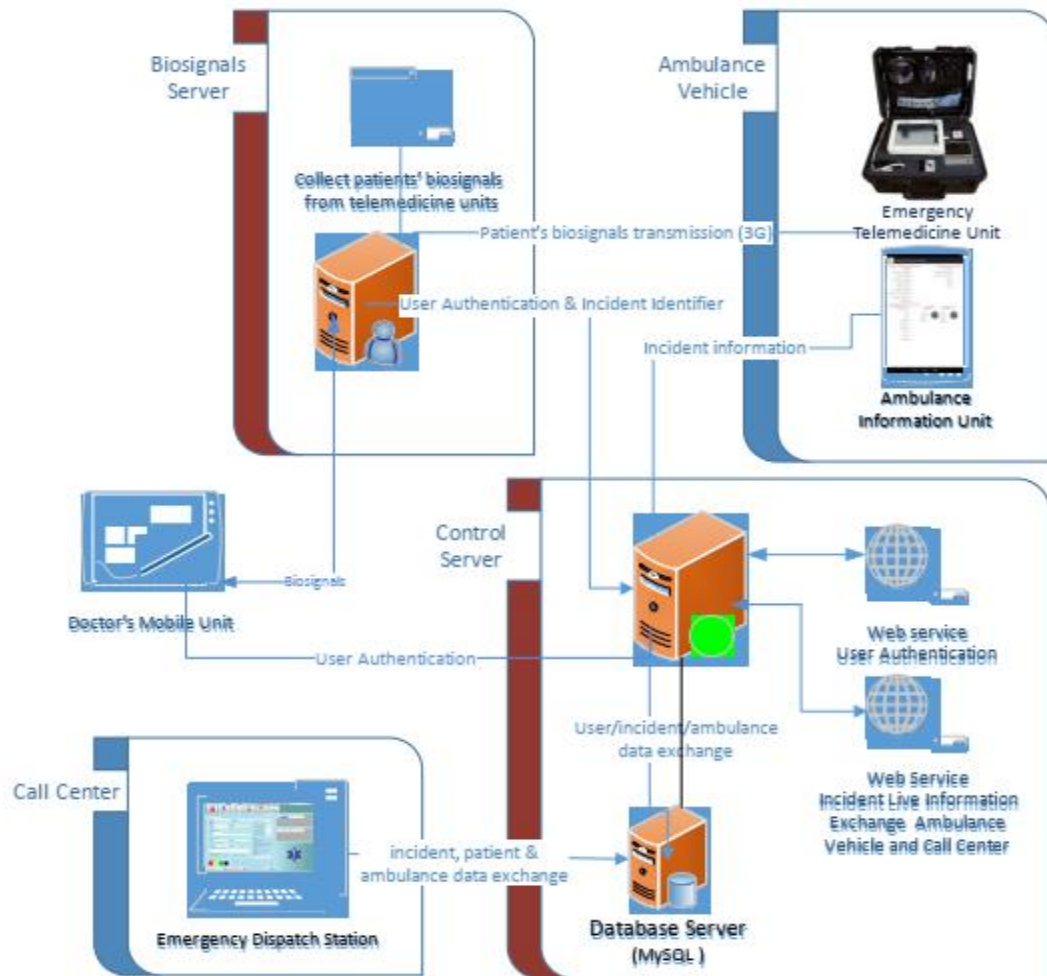 Biosignals
Server
Collect patients' biosignals
from telemedicine units
Ambulance
Vehicle
Emergency
Telemedicine Unit
Patient's biosignals transmission (3G)
User Authentication & Incident Identifier
Incident information
Ambulance
Information Unit
Control
Server
Biosignals
Doctor's Mobile Unit
User Authentication
Web service
User Authentication
User/incident/ambulance
data exchange
Web Service
Incident Live Information
Exchange Ambulance
Vehicle and Call Center
Call Center
incident, patient &
ambulance data exchange
Emergency Dispatch Station
Database Server
(MySQL )